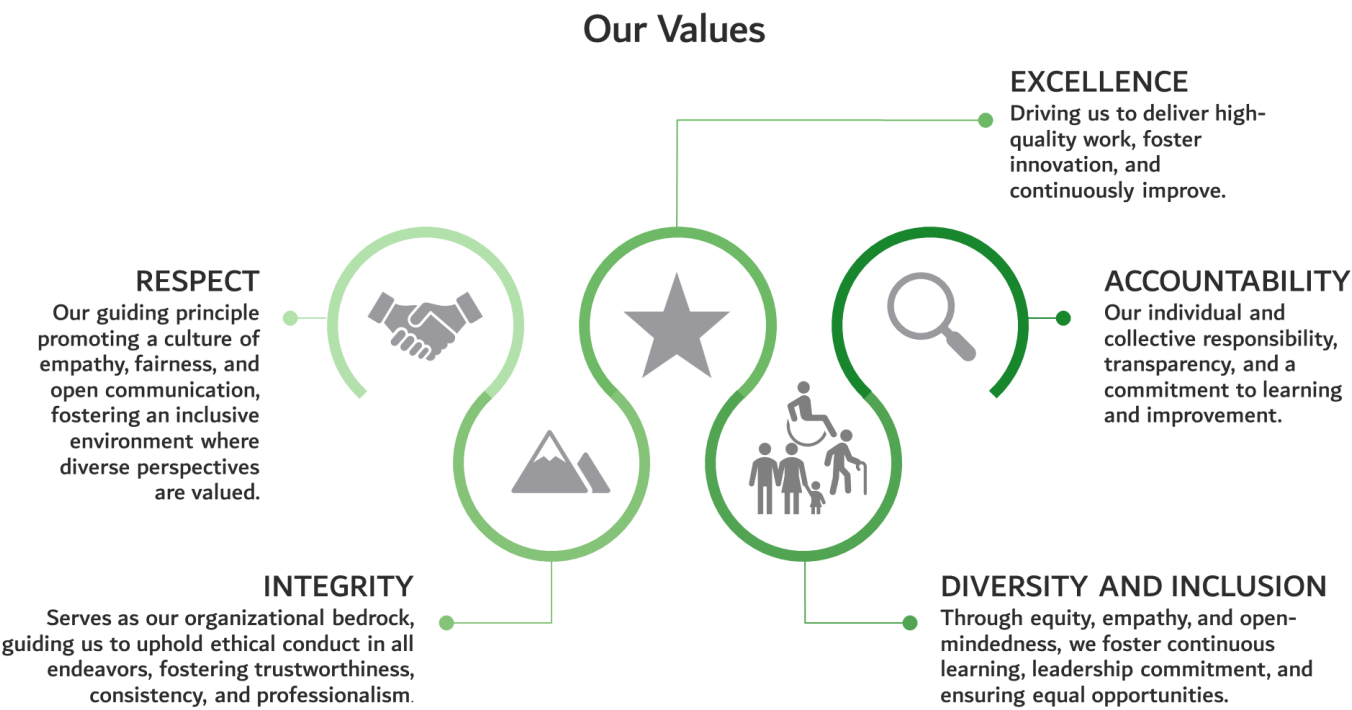 Our Values
EXCELLENCE
Driving us to deliver high-
quality work, foster
innovation, and
continuously improve.
RESPECT
Our guiding principle
promoting a culture of
empathy, fairness, and
open communication,
fostering an inclusive
environment where
diverse perspectives
are valued.
ACCOUNTABILITY
Our individual and
collective responsibility,
transparency, and a
commitment to learning
and improvement.
INTEGRITY
Serves as our organizational bedrock,
guiding us to uphold ethical conduct in all
endeavors, fostering trustworthiness,
consistency, and professionalism.
DIVERSITY AND INCLUSION
Through equity, empathy, and open-
mindedness, we foster continuous
learning, leadership commitment, and
ensuring equal opportunities.